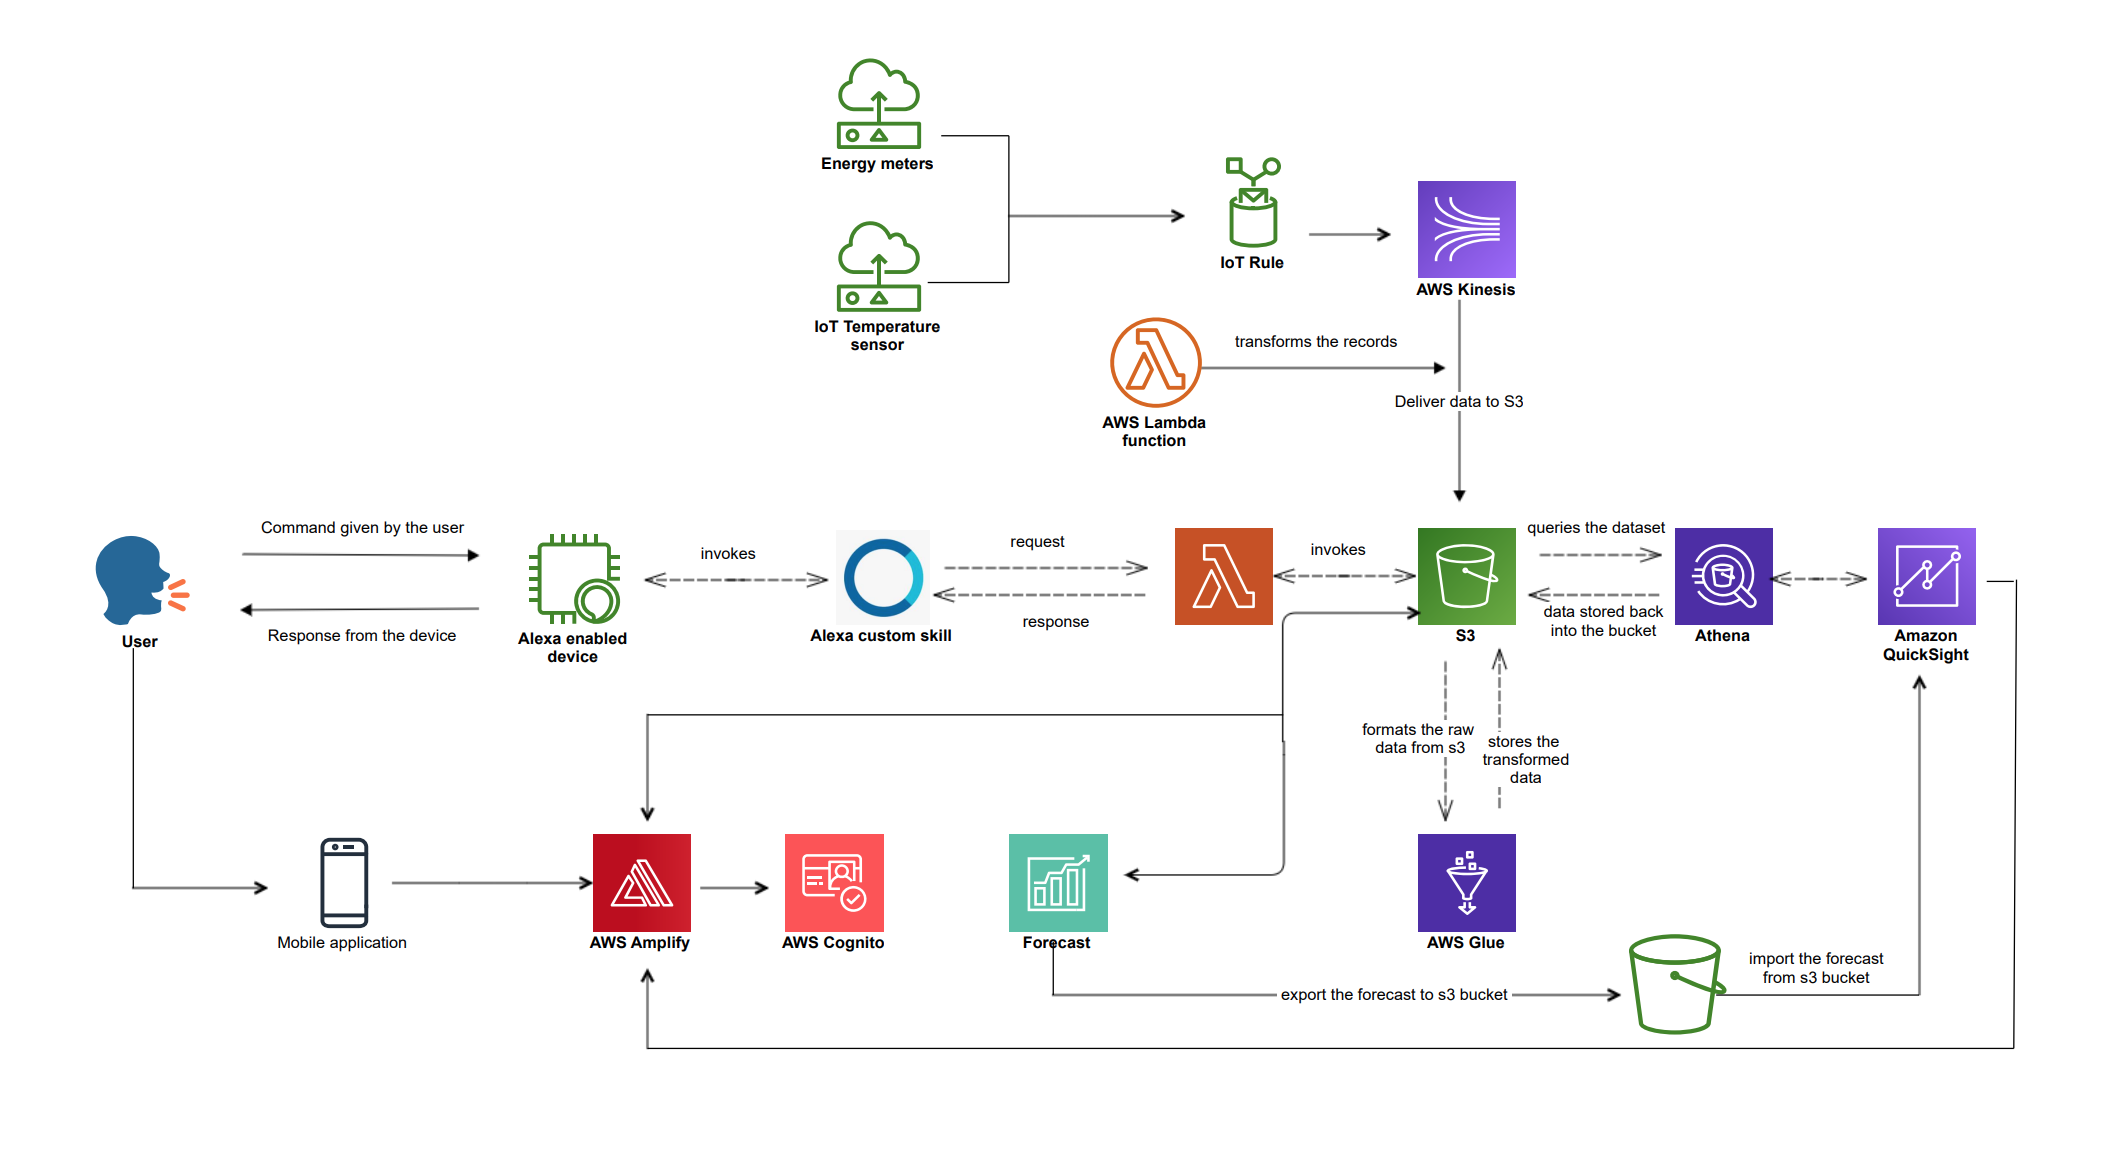 Energy meters
IoT Temperature
sensor
IoT Rule
AWS Kinesis
transforms the records
Deliver data to S3
AWS Lambda
function
Command given by the user
Response from the device
User
Alexa enabled
device
invokes
Alexa custom skill
request
response
invokes
S3
queries the dataset
data stored back
into the bucket
Athena
Amazon
QuickSight
formats the raw
data from s3
stores the
transformed
data
Mobile application
AWS Amplify
AWS Cognito
Forecast
AWS Glue
export the forecast to s3 bucket
import the forecast
from s3 bucket